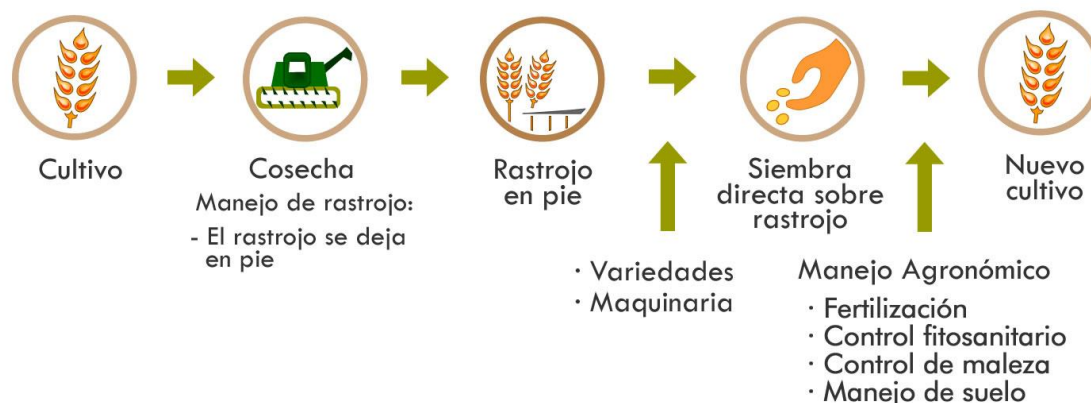 Cultivo
Cosecha
Manejo de rastrojo:
- El rastrojo se deja
en pie
Rastrojo
en pie
· Variedades
· Maquinaria
Siembra
directa sobre
rastrojo
Manejo Agronómico
· Fertilización
· Control fitosanitario
· Control de maleza
· Manejo de suelo
Nuevo
cultivo